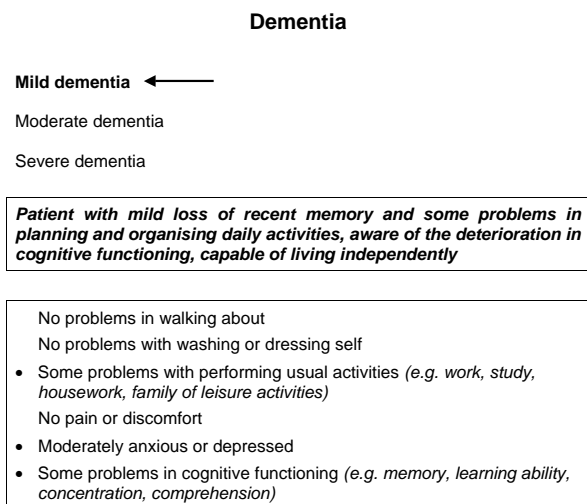 Dementia
Mild dementia
Moderate dementia
Severe dementia
Patient with mild loss of recent memory and some problems in
planning and organising daily activities, aware of the deterioration in
cognitive functioning, capable of living independently
No problems in walking about
No problems with washing or dressing self
• Some problems with performing usual activities (e.g. work, study,
housework, family of leisure activities)
No pain or discomfort
• Moderately anxious or depressed
• Some problems in cognitive functioning (e.g. memory, learning ability,
concentration, comprehension)